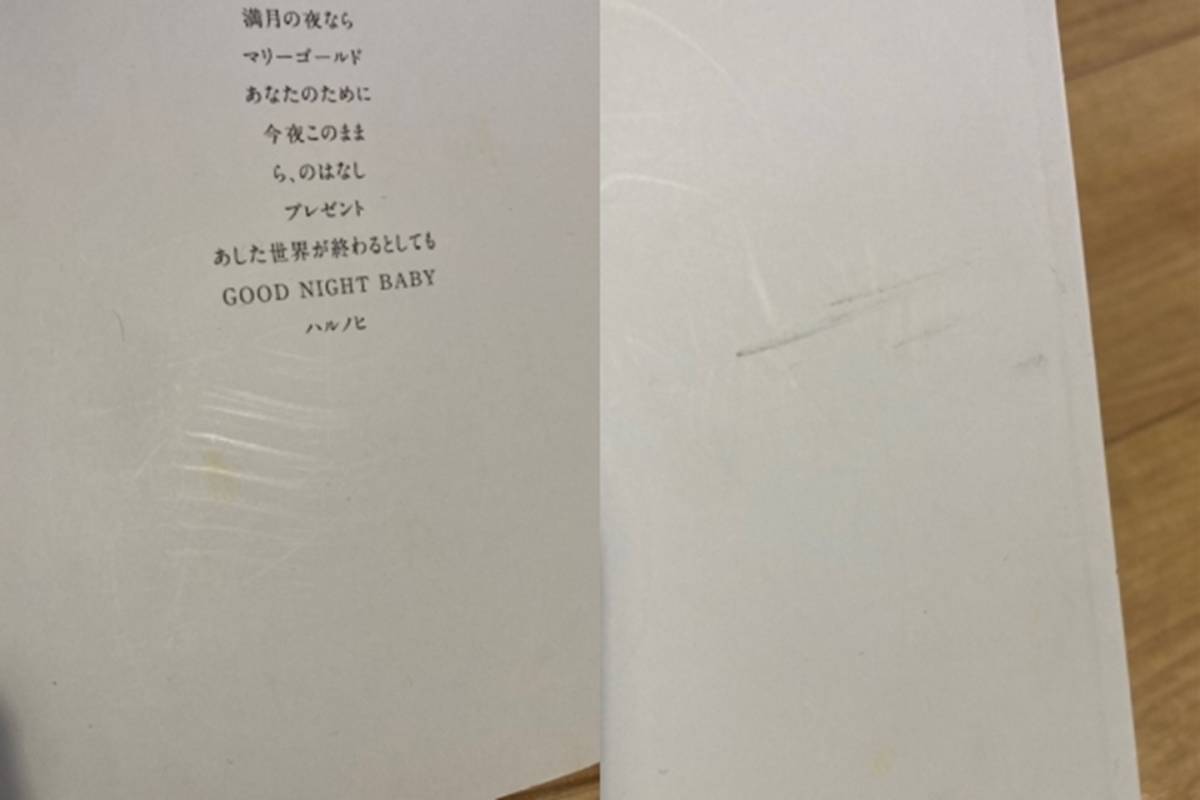 満月の夜なら
マリーゴールド
あなたのために
今夜このまま
ら、のはなし
プレゼント
あした世界が終わるとしても
GOOD NIGHT BABY
ハルノヒ